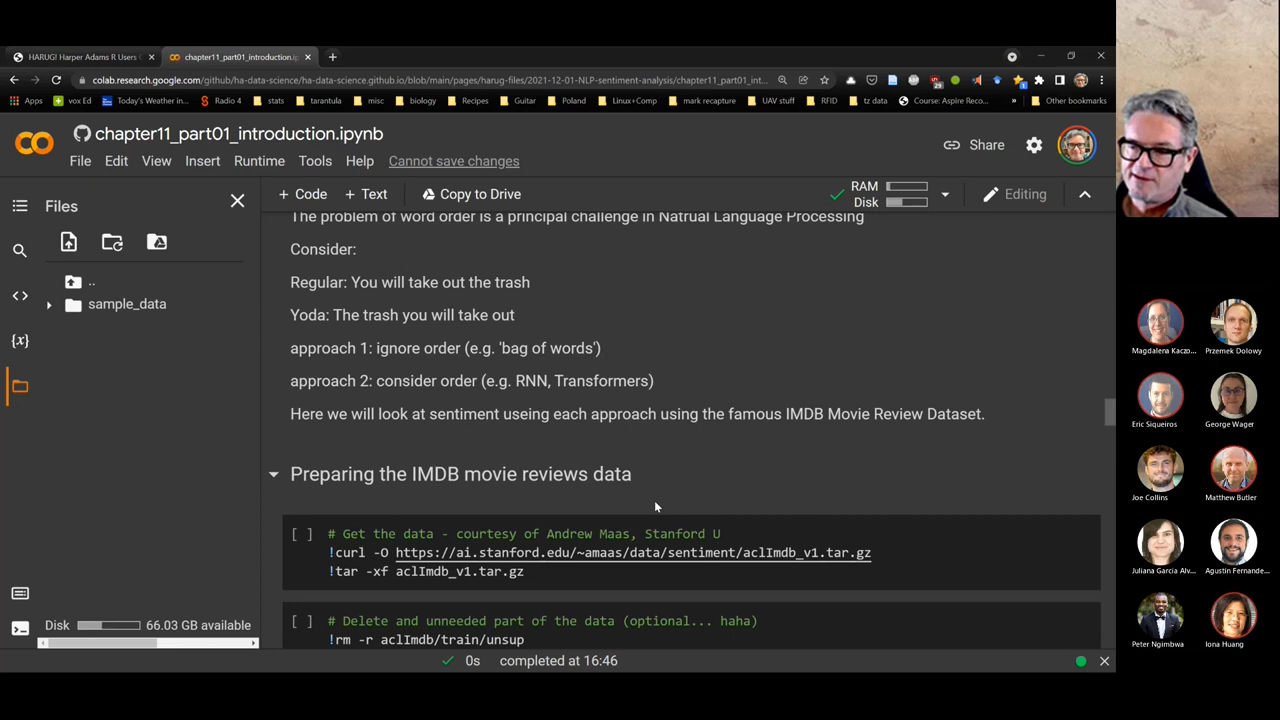 HARUG! Harper Adams R Users
chapter11_part01_introduction.ip
colab.research.google.com/github/ha-data-science/ha-data-science.github.io/blob/main/pages/harug-files/2021-12-01-NLP-sentiment-analysis/chapter11_part01_int...
Apps vox Ed Today's Weather in... Radio 4 stats tarantula misc biology Recipes Guitar Poland Linux+Comp mark recapture UAV stuff RFID tz data Course: Aspire Reco... » Other bookmarks
chapter11_part01_introduction.ipynb
File Edit View Insert Runtime Tools Help Cannot save changes
Share
Files
+ Code + Text Copy to Drive
RAM
Disk
Editing
..
sample_data
Disk 66.03 GB available
The problem of word order is a principal challenge in Natrual Language Processing
Consider:
Regular: You will take out the trash
Yoda: The trash you will take out
approach 1: ignore order (e.g. 'bag of words')
approach 2: consider order (e.g. RNN, Transformers)
Here we will look at sentiment useing each approach using the famous IMDB Movie Review Dataset.
Preparing the IMDB movie reviews data
[ ] # Get the data - courtesy of Andrew Maas, Stanford U
!curl -O https://ai.stanford.edu/~amaas/data/sentiment/aclImdb_v1.tar.gz
!tar -xf aclImdb_v1.tar.gz
[ ] # Delete and unneeded part of the data (optional... haha)
!rm -r aclImdb/train/unsup
0s completed at 16:46
Magdalena Kaczo... Przemek Dolowy
Eric Siqueiros George Wager
Joe Collins Matthew Butler
Juliana Garcia Alv... Agustin Fernande...
Peter Ngimbwa Iona Huang